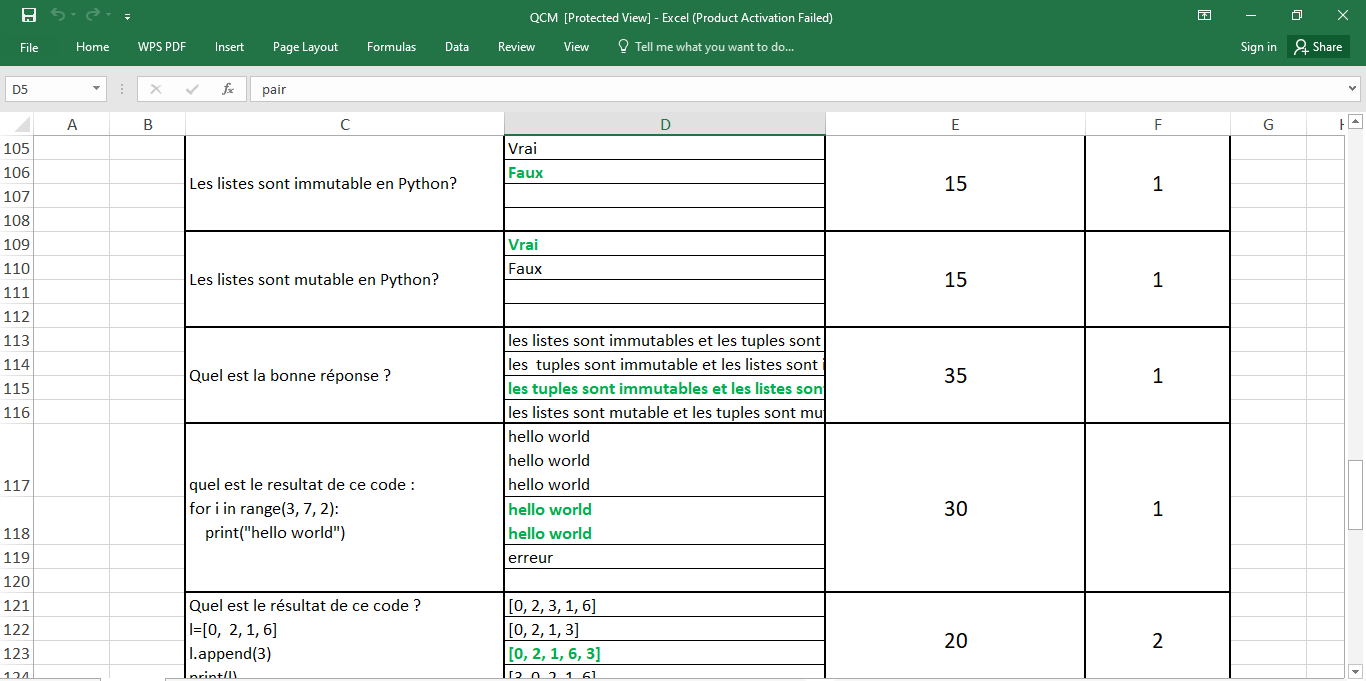 QCM [Protected View] - Excel (Product Activation Failed)
File Home WPS PDF Insert Page Layout Formulas Data Review View Tell me what you want to do... Sign in Share
D5 fx pair
A B C D E F G
105 Vrai
106 Faux
Les listes sont immutable en Python? 15 1
107
108
109 Vrai
110 Faux
Les listes sont mutable en Python? 15 1
111
112
113 les listes sont immutables et les tuples sont
114 les  tuples sont immutable et les listes sont
Quel est la bonne réponse ? 35 1
115 les tuples sont immutables et les listes son
116 les listes sont mutable et les tuples sont mu
hello world
hello world
117 quel est le resultat de ce code : hello world
for i in range(3, 7, 2): hello world 30 1
118 print("hello world") hello world
119 erreur
120
121 Quel est le résultat de ce code ? [0, 2, 3, 1, 6]
122 l=[0,  2, 1, 6] [0, 2, 1, 3]
20 2
123 l.append(3) [0, 2, 1, 6, 3]
124 print(l) [3, 0, 2, 1, 6]